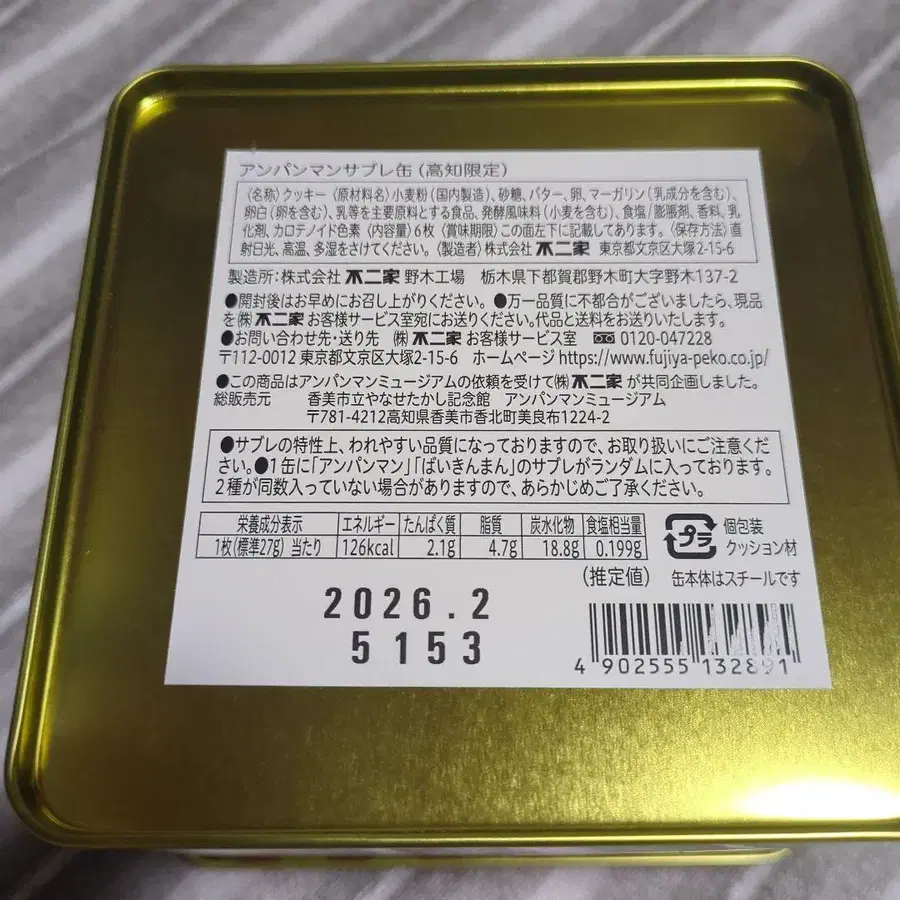 アンパンマンサブレ缶(高知限定)
〈名称〉クッキー〈原材料名〉小麦粉(国内製造)、砂糖、バター、卵、マーガリン(乳成分を含む)、
卵白(卵を含む)、乳等を主要原料とする食品、発酵風味料(小麦を含む)、食塩/膨脹剤、香料、乳
化剤、カロテノイド色素〈内容量〉6枚〈賞味期限〉この面左下に記載してあります。〈保存方法〉直
射日光、高温、多湿をさけてください。〈製造者〉株式会社 不二家 東京都文京区大塚2-15-6
製造所:株式会社 不二家 野木工場 栃木県下都賀郡野木町大字野木137-2
●開封後はお早めにお召し上がりください。●万一品質に不都合がございましたら、現品
を㈱不二家お客様サービス室宛にお送りください。代品と送料をお送りいたします。
●お問い合わせ先・送り先 ㈱不二家お客様サービス室 0120-047228
〒112-0012 東京都文京区大塚2-15-6 ホームページ https://www.fujiya-peko.co.jp/
●この商品はアンパンマンミュージアムの依頼を受けて㈱不二家が共同企画しました。
総販売元 香美市立やなせたかし記念館 アンパンマンミュージアム
〒781-4212高知県香美市香北町美良布1224-2
●サブレの特性上、われやすい品質になっておりますので、お取り扱いにご注意くだ
さい。●1缶に「アンパンマン」「ばいきんまん」のサブレがランダムに入っております。
2種が同数入っていない場合がありますので、あらかじめご了承ください。
栄養成分表示 エネルギー たんぱく質 脂質 炭水化物 食塩相当量
1枚(標準27g)当たり 126kcal 2.1g 4.7g 18.8g 0.199g
(推定値)
プラ
個包装
クッション材
缶本体はスチールです
2026.2
5153
4 902555 132891